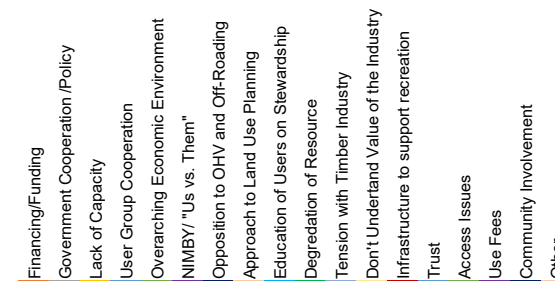 Financing/Funding
Government Cooperation /Policy
Lack of Capacity
User Group Cooperation
Overarching Economic Environment
NIMBY/ "Us vs. Them"
Opposition to OHV and Off-Roading
Approach to Land Use Planning
Education of Users on Stewardship
Degredation of Resource
Tension with Timber Industry
Don't Undertand Value of the Industry
Infrastructure to support recreation
Trust
Access Issues
Use Fees
Community Involvement